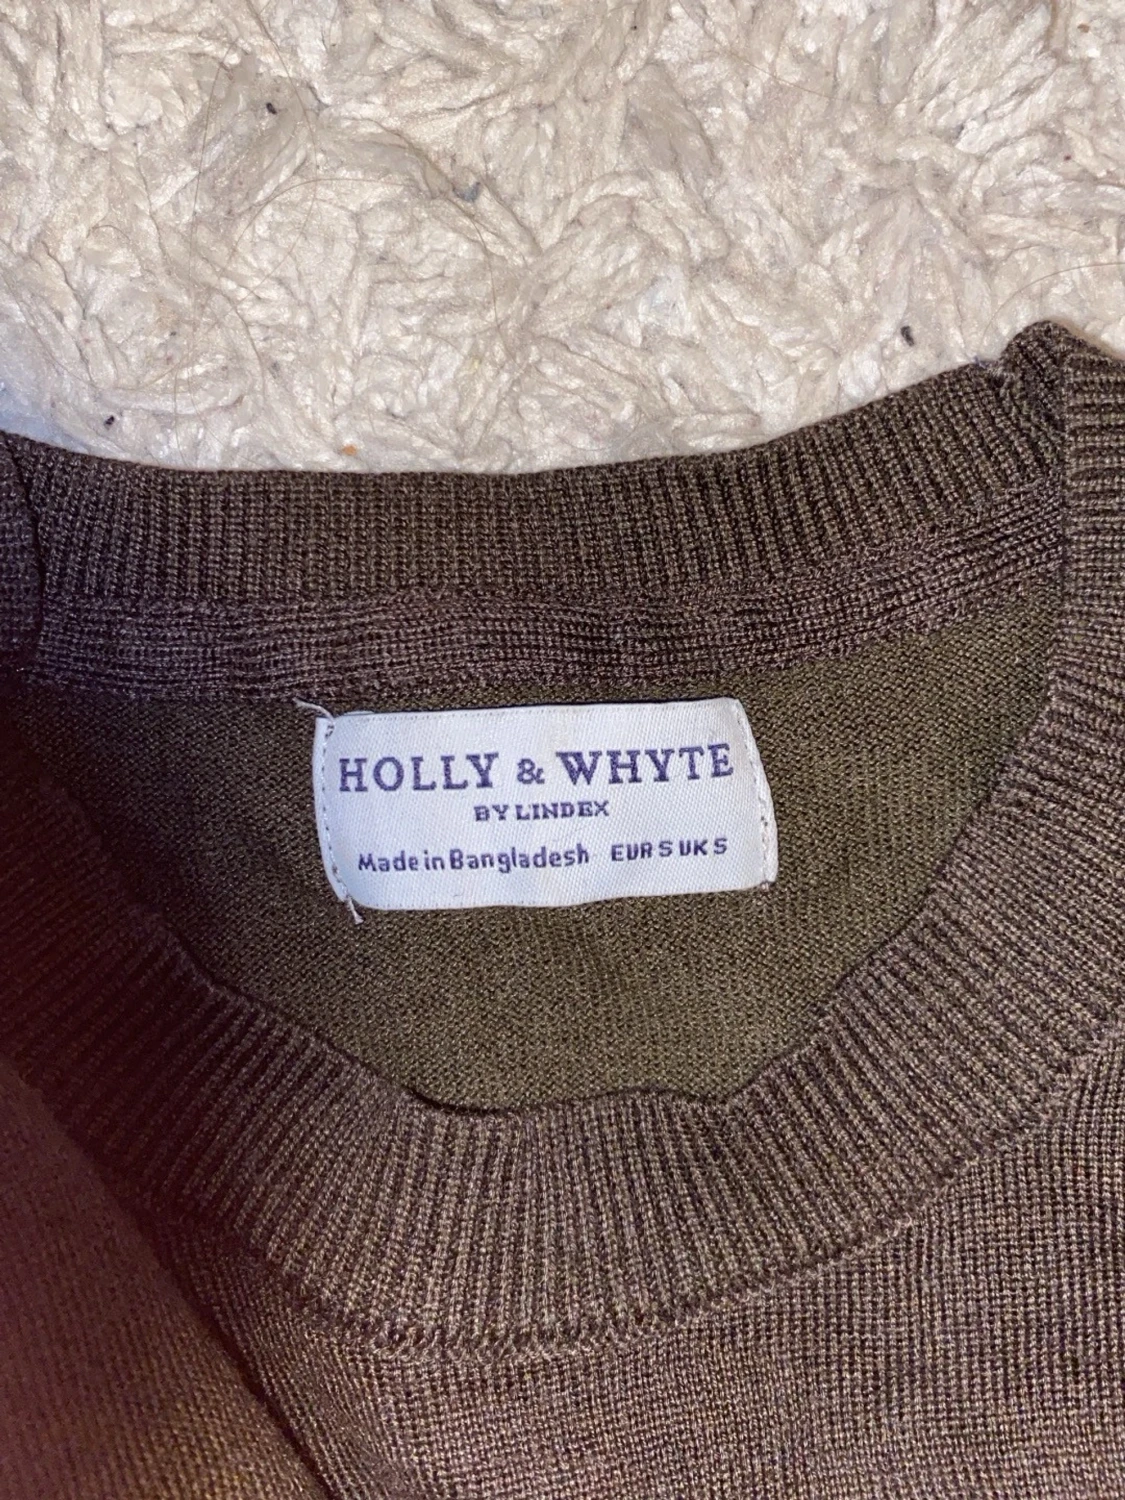 HOLLY & WHYTE
BY LINDEX
Made in Bangladesh EUR S UK S